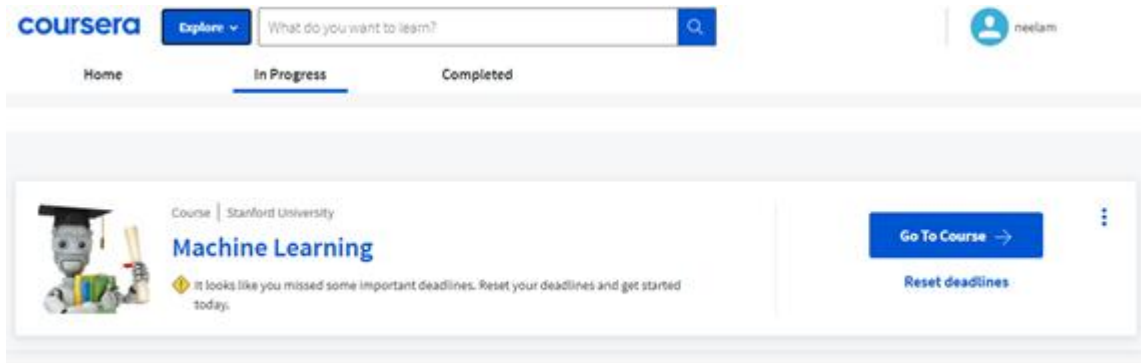 coursera
Explore
What do you want to learn?
neelam
Home
In Progress
Completed
Course | Stanford University
Machine Learning
It looks like you missed some important deadlines. Reset your deadlines and get started
today.
Go To Course →
Reset deadlines